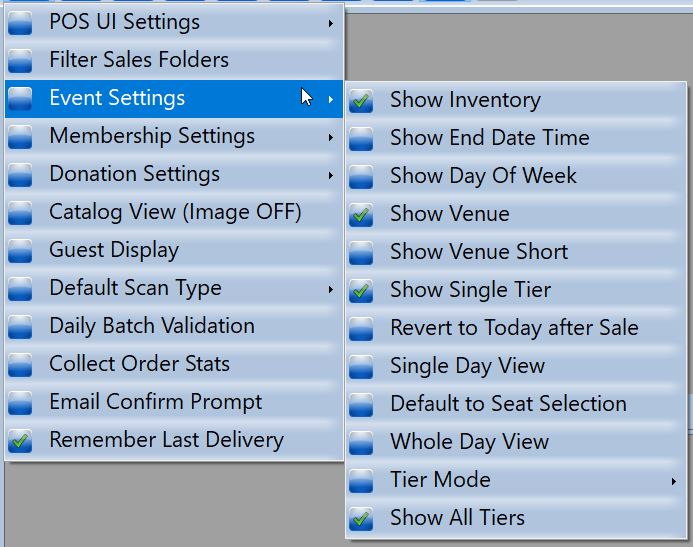 POS UI Settings
Filter Sales Folders
Event Settings
Membership Settings
Donation Settings
Catalog View (Image OFF)
Guest Display
Default Scan Type
Daily Batch Validation
Collect Order Stats
Email Confirm Prompt
Remember Last Delivery
Show Inventory
Show End Date Time
Show Day Of Week
Show Venue
Show Venue Short
Show Single Tier
Revert to Today after Sale
Single Day View
Default to Seat Selection
Whole Day View
Tier Mode
Show All Tiers